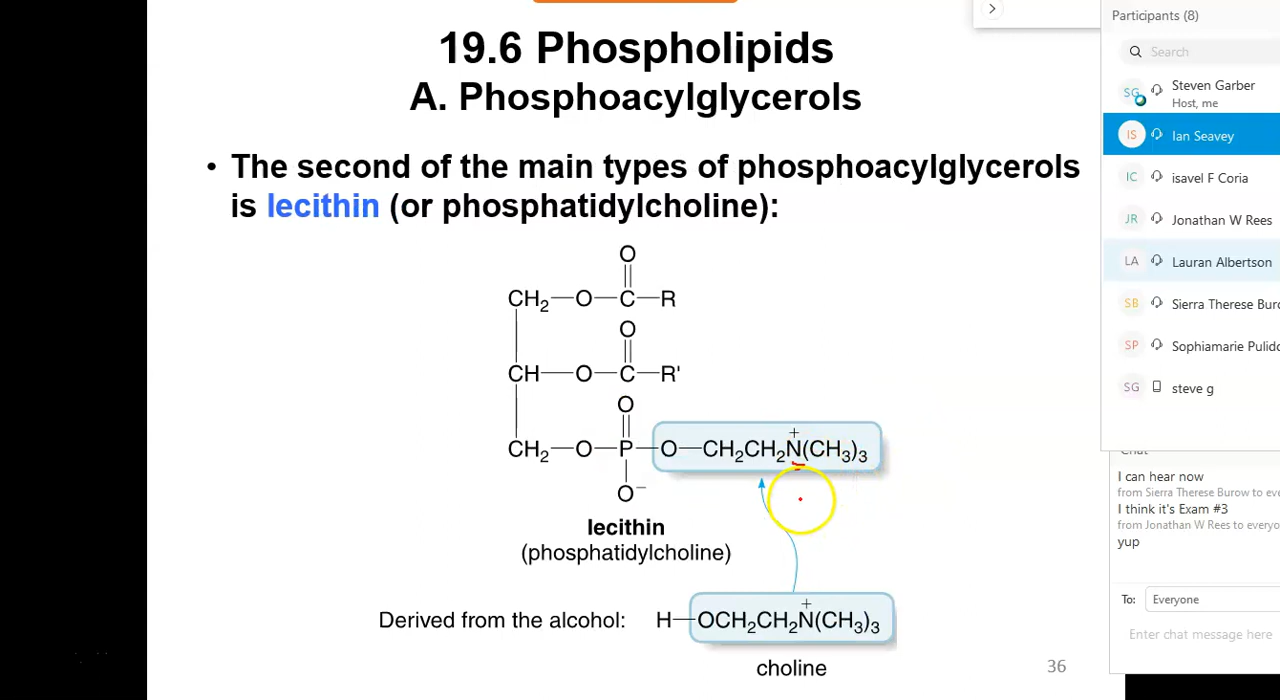 19.6 Phospholipids
A. Phosphoacylglycerols
• The second of the main types of phosphoacylglycerols
is lecithin (or phosphatidylcholine):
O
CH₂—O—C—R
O
CH—O—C—R'
O
CH₂—O—P—O—CH₂CH₂N⁺(CH₃)₃
O⁻
lecithin
(phosphatidylcholine)
Derived from the alcohol: H—OCH₂CH₂N⁺(CH₃)₃
choline
36
Participants (8)
Search
SG Steven Garber
Host, me
IS Ian Seavey
IC isavel F Coria
JR Jonathan W Rees
LA Lauran Albertson
SB Sierra Therese Buro
SP Sophiamarie Pulido
SG steve g
Chat
I can hear now
from Sierra Therese Burow to eve
I think it's Exam #3
from Jonathan W Rees to everyo
yup
To: Everyone
Enter chat message here